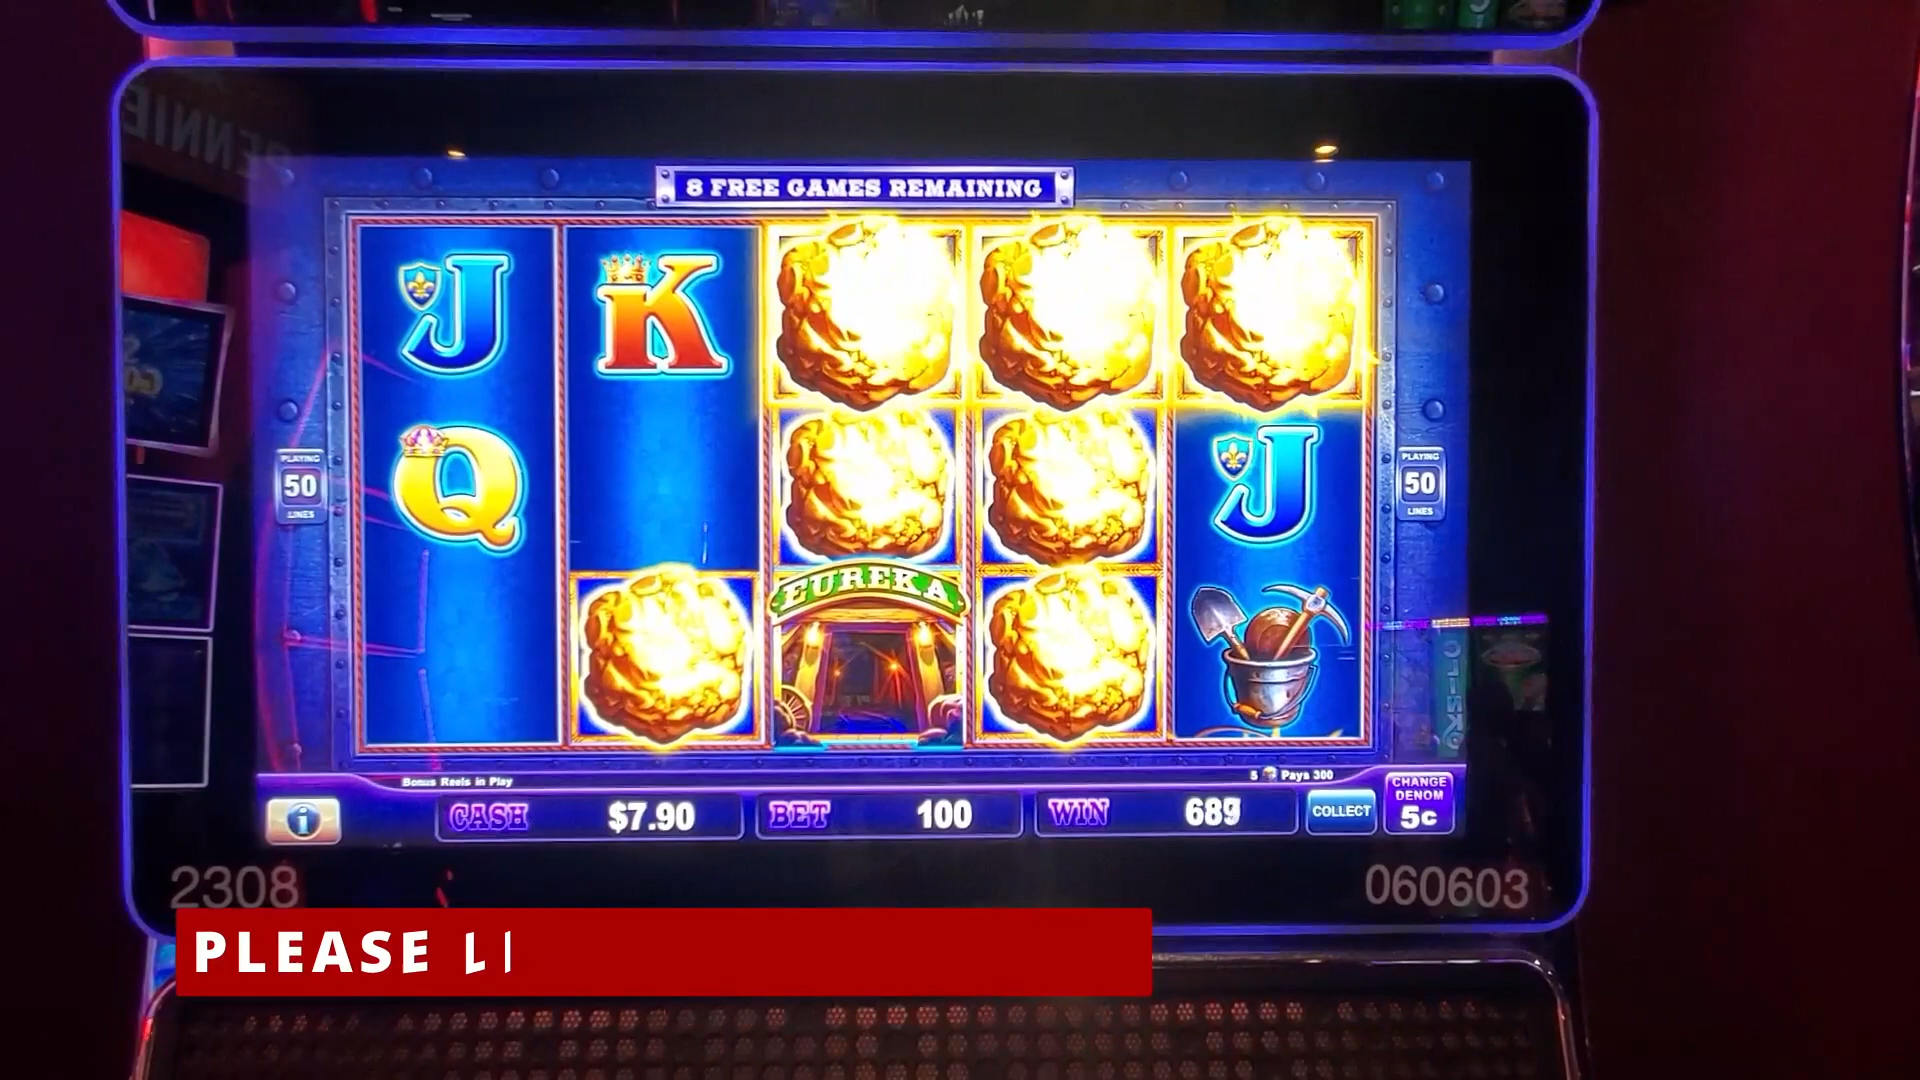 8 FREE GAMES REMAINING
J
K
Q
J
EUREKA
PLAYING
50
LINES
PLAYING
50
LINES
Bonus Reels in Play
5 Pays 300
CASH $7.90
BET 100
WIN 689
COLLECT
CHANGE
DENOM
5c
2308
060603
PLEASE LI